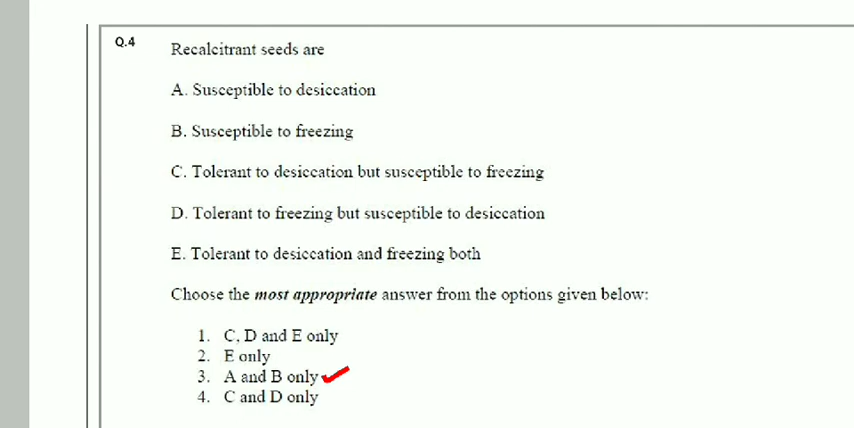 Q.4
Recalcitrant seeds are
A. Susceptible to desiccation
B. Susceptible to freezing
C. Tolerant to desiccation but susceptible to freezing
D. Tolerant to freezing but susceptible to desiccation
E. Tolerant to desiccation and freezing both
Choose the most appropriate answer from the options given below:
1. C, D and E only
2. E only
3. A and B only
4. C and D only